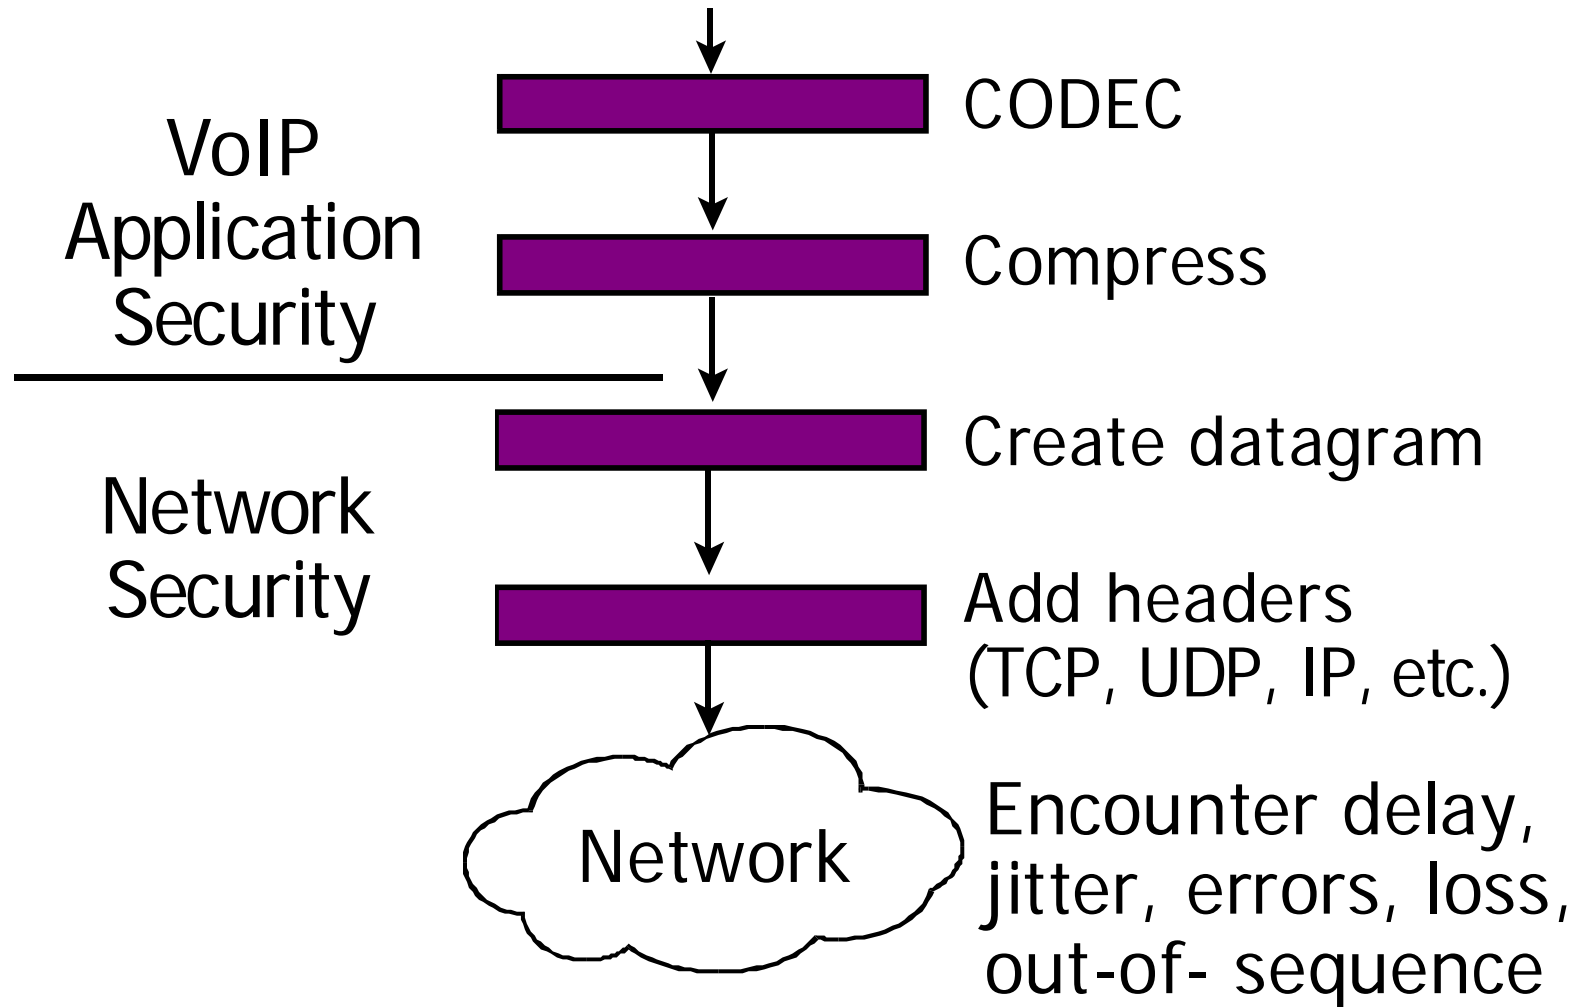 CODEC
VoIP
Application
Security
Compress
Create datagram
Network
Security
Add headers
(TCP, UDP, IP, etc.)
Network
Encounter delay,
jitter, errors, loss,
out-of- sequence